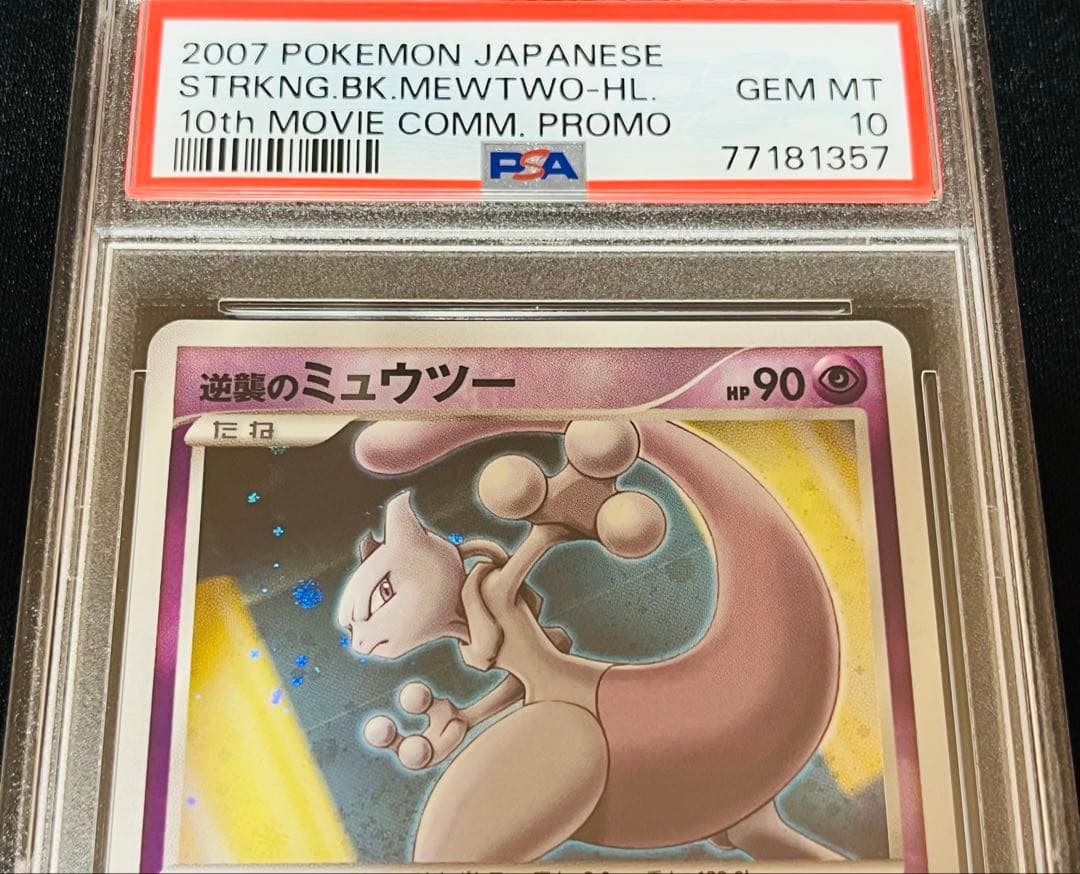 2007 POKEMON JAPANESE
STRKNG.BK.MEWTWO-HL. GEM MT
10th MOVIE COMM. PROMO 10
PSA 77181357
逆襲のミュウツー HP 90
たね